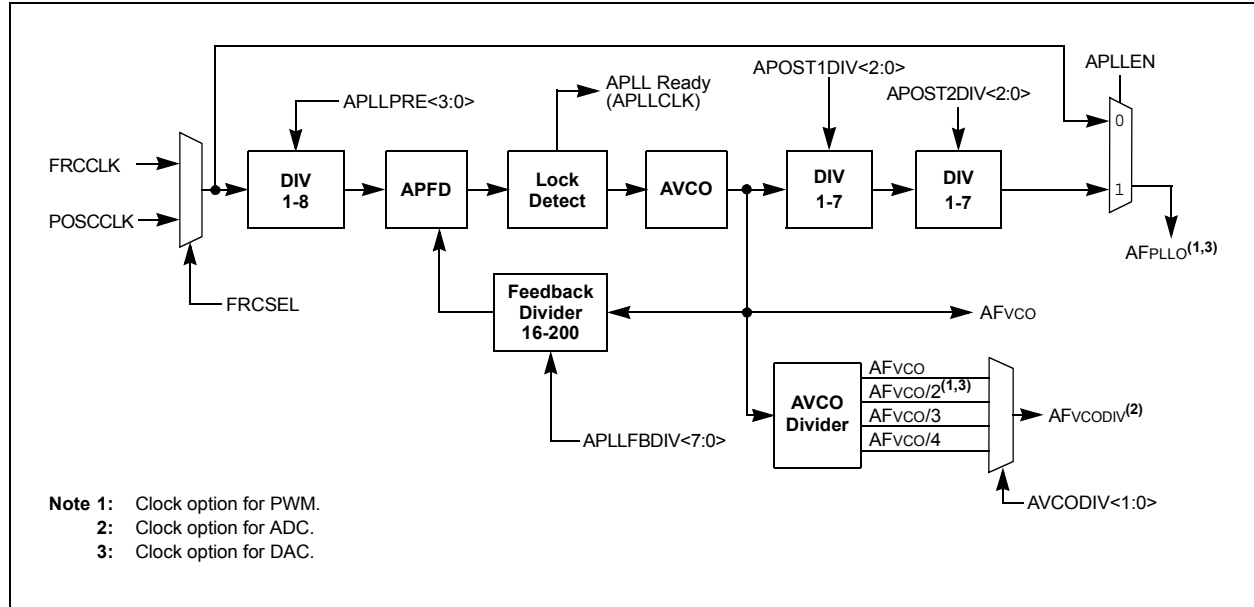 APLLEN
APOST1DIV<2:0>
APLL Ready
(APLLCLK)
APOST2DIV<2:0>
APLLPRE<3:0>
0
FRCCLK
DIV
1-8
APFD
Lock
Detect
AVCO
DIV
1-7
DIV
1-7
1
POSCCLK
AFPLLO(1,3)
FRCSEL
Feedback
Divider
16-200
AFVCO
AVCO
Divider
AFVCO
AFVCO/2(1,3)
AFVCO/3
AFVCO/4
AFVCODIV(2)
APLLFBDIV<7:0>
AVCODIV<1:0>
Note 1: Clock option for PWM.
2: Clock option for ADC.
3: Clock option for DAC.